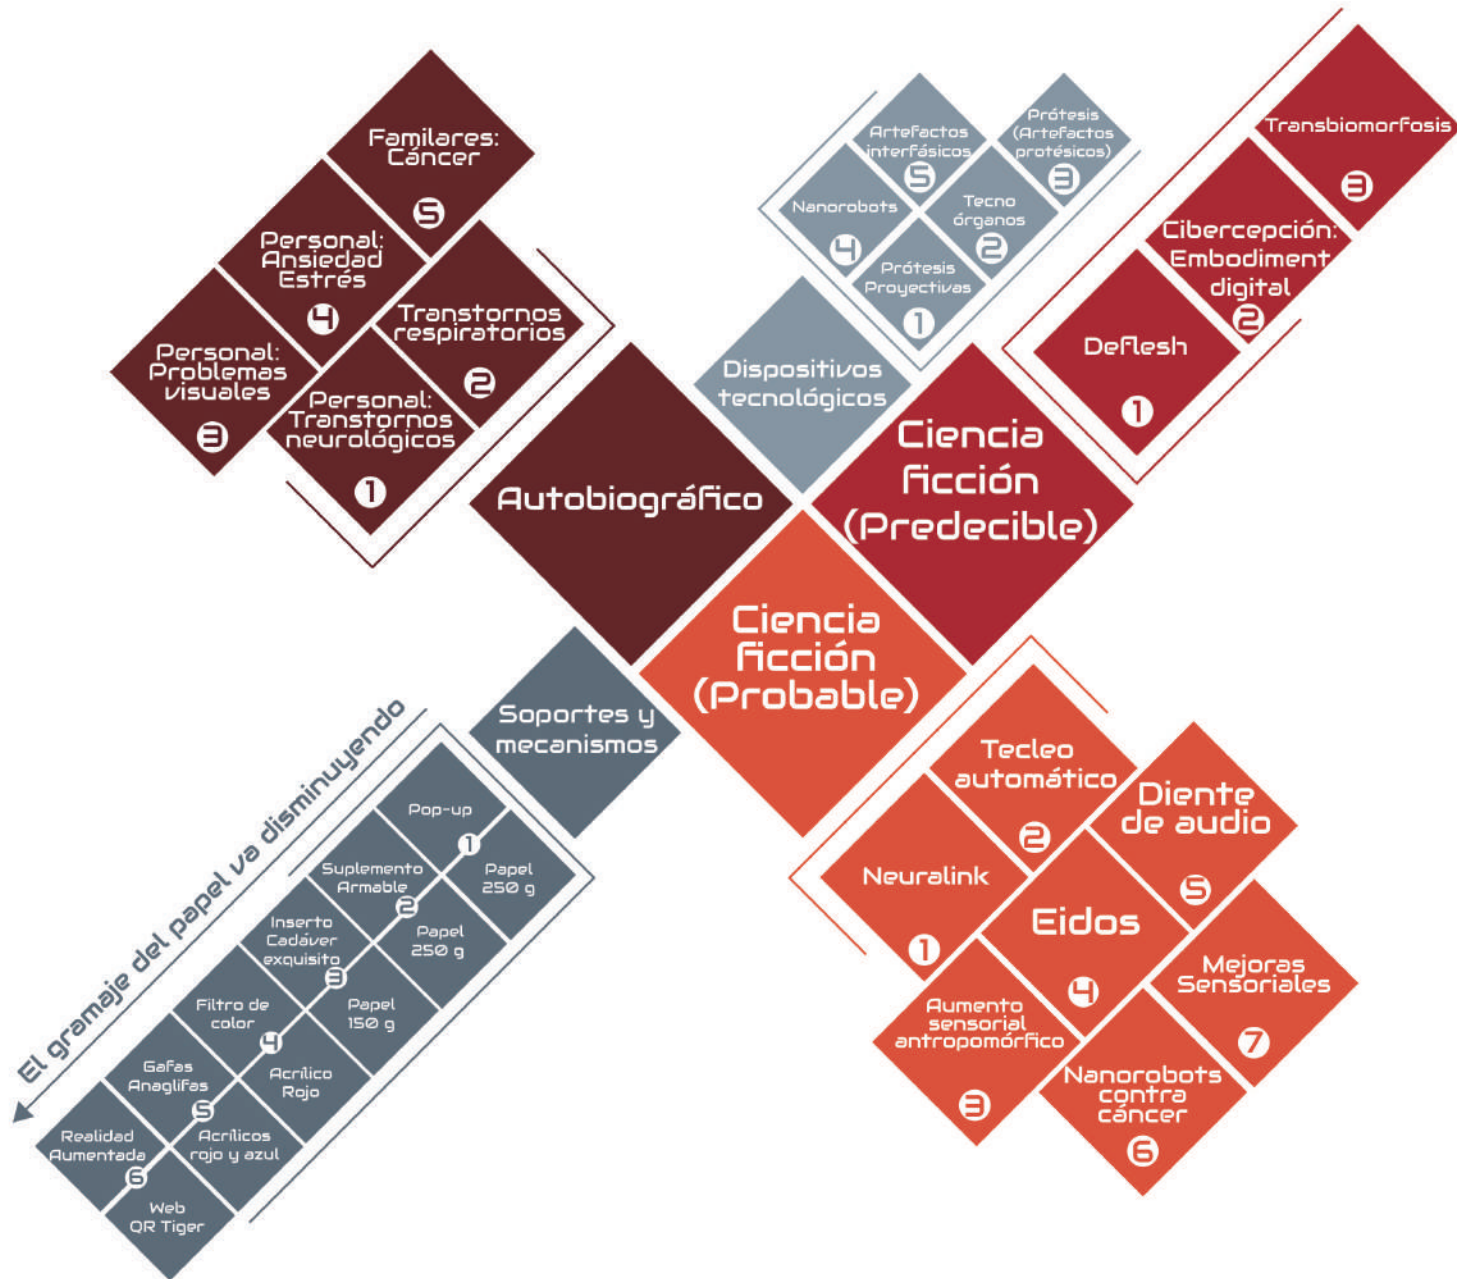 Familares:
Cáncer
5
Personal:
Ansiedad
Estrés
4
Transtornos
respiratorios
2
Personal:
Problemas
visuales
3
Personal:
Transtornos
neurológicos
1
Autobiográfico
Artefactos
interfásicos
5
Prótesis
(Artefactos
protésicos)
3
Nanorobots
4
Tecno
órganos
2
Prótesis
Proyectivas
1
Dispositivos
tecnológicos
Transbiomorfosis
3
Cibercepción:
Embodiment
digital
2
Deflesh
1
Ciencia
ficción
(Predecible)
Ciencia
ficción
(Probable)
Soportes y
mecanismos
El gramaje del papel va disminuyendo
Pop-up
1
Papel
250 g
Suplemento
Armable
2
Papel
250 g
Inserto
Cadáver
exquisito
3
Papel
150 g
Filtro de
color
4
Acrílico
Rojo
Gafas
Anaglifas
5
Acrílicos
rojo y azul
Realidad
Aumentada
6
Web
QR Tiger
Tecleo
automático
2
Diente
de audio
5
Neuralink
1
Eidos
4
Mejoras
Sensoriales
7
Aumento
sensorial
antropomórfico
3
Nanorobots
contra
cáncer
6